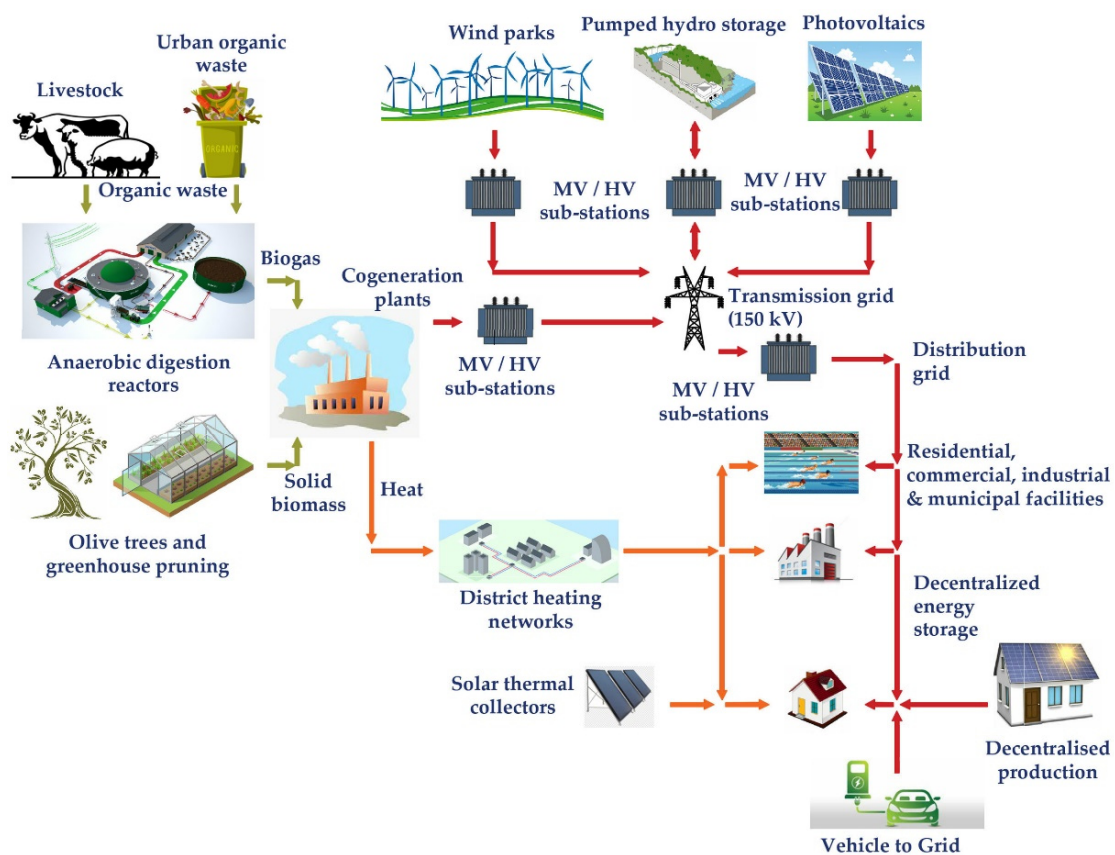 Urban organic
waste
Livestock
Organic waste
ORGANIC
Wind parks
Pumped hydro storage
Photovoltaics
MV / HV
sub-stations
MV / HV
sub-stations
Biogas
Cogeneration
plants
Transmission grid
(150 kV)
Anaerobic digestion
reactors
MV / HV
sub-stations
MV / HV
sub-stations
Distribution
grid
Solid
biomass
Heat
Residential,
commercial, industrial
& municipal facilities
Olive trees and
greenhouse pruning
District heating
networks
Decentralized
energy
storage
Solar thermal
collectors
Decentralised
production
Vehicle to Grid